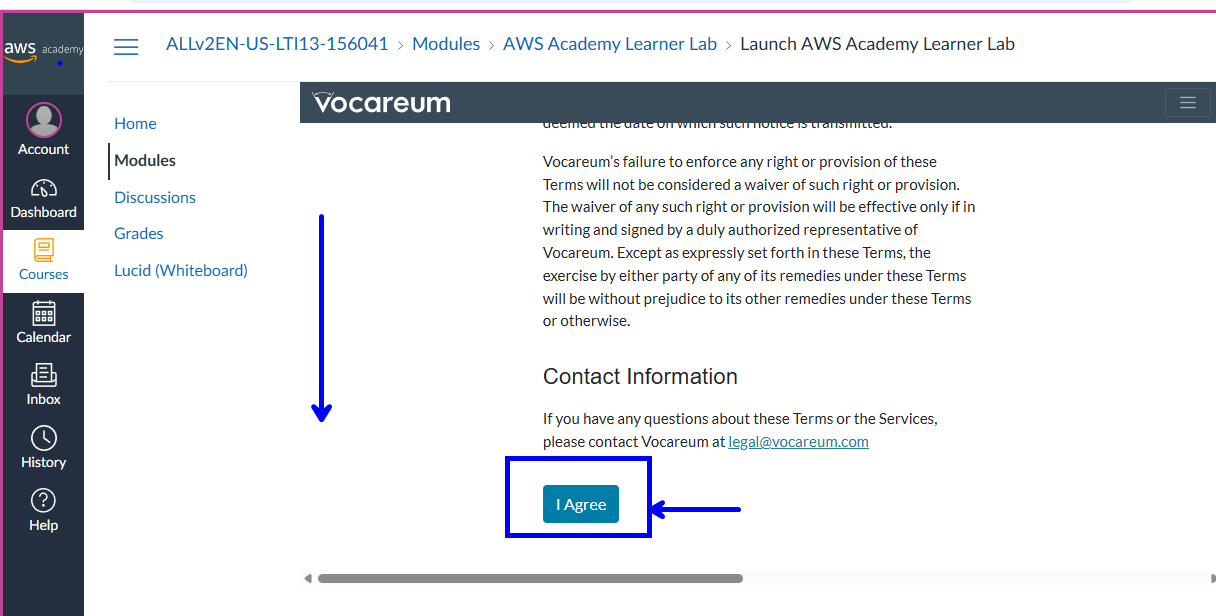 aws academy
ALLv2EN-US-LTI13-156041 > Modules > AWS Academy Learner Lab > Launch AWS Academy Learner Lab
Account
Dashboard
Courses
Calendar
Inbox
History
Help
Home
Modules
Discussions
Grades
Lucid (Whiteboard)
Vocareum
deemed the date on which such notice is transmitted.
Vocareum's failure to enforce any right or provision of these
Terms will not be considered a waiver of such right or provision.
The waiver of any such right or provision will be effective only if in
writing and signed by a duly authorized representative of
Vocareum. Except as expressly set forth in these Terms, the
exercise by either party of any of its remedies under these Terms
will be without prejudice to its other remedies under these Terms
or otherwise.
Contact Information
If you have any questions about these Terms or the Services,
please contact Vocareum at legal@vocareum.com
I Agree